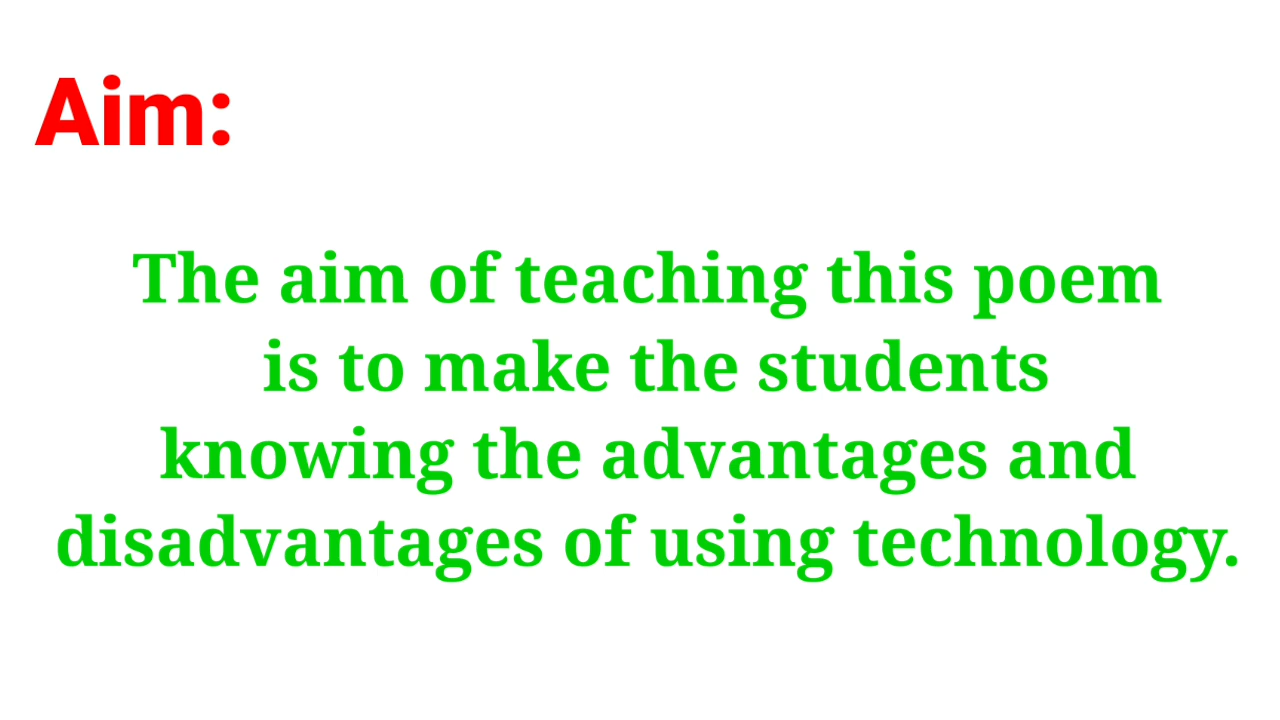 Aim:
The aim of teaching this poem
is to make the students
knowing the advantages and
disadvantages of using technology.